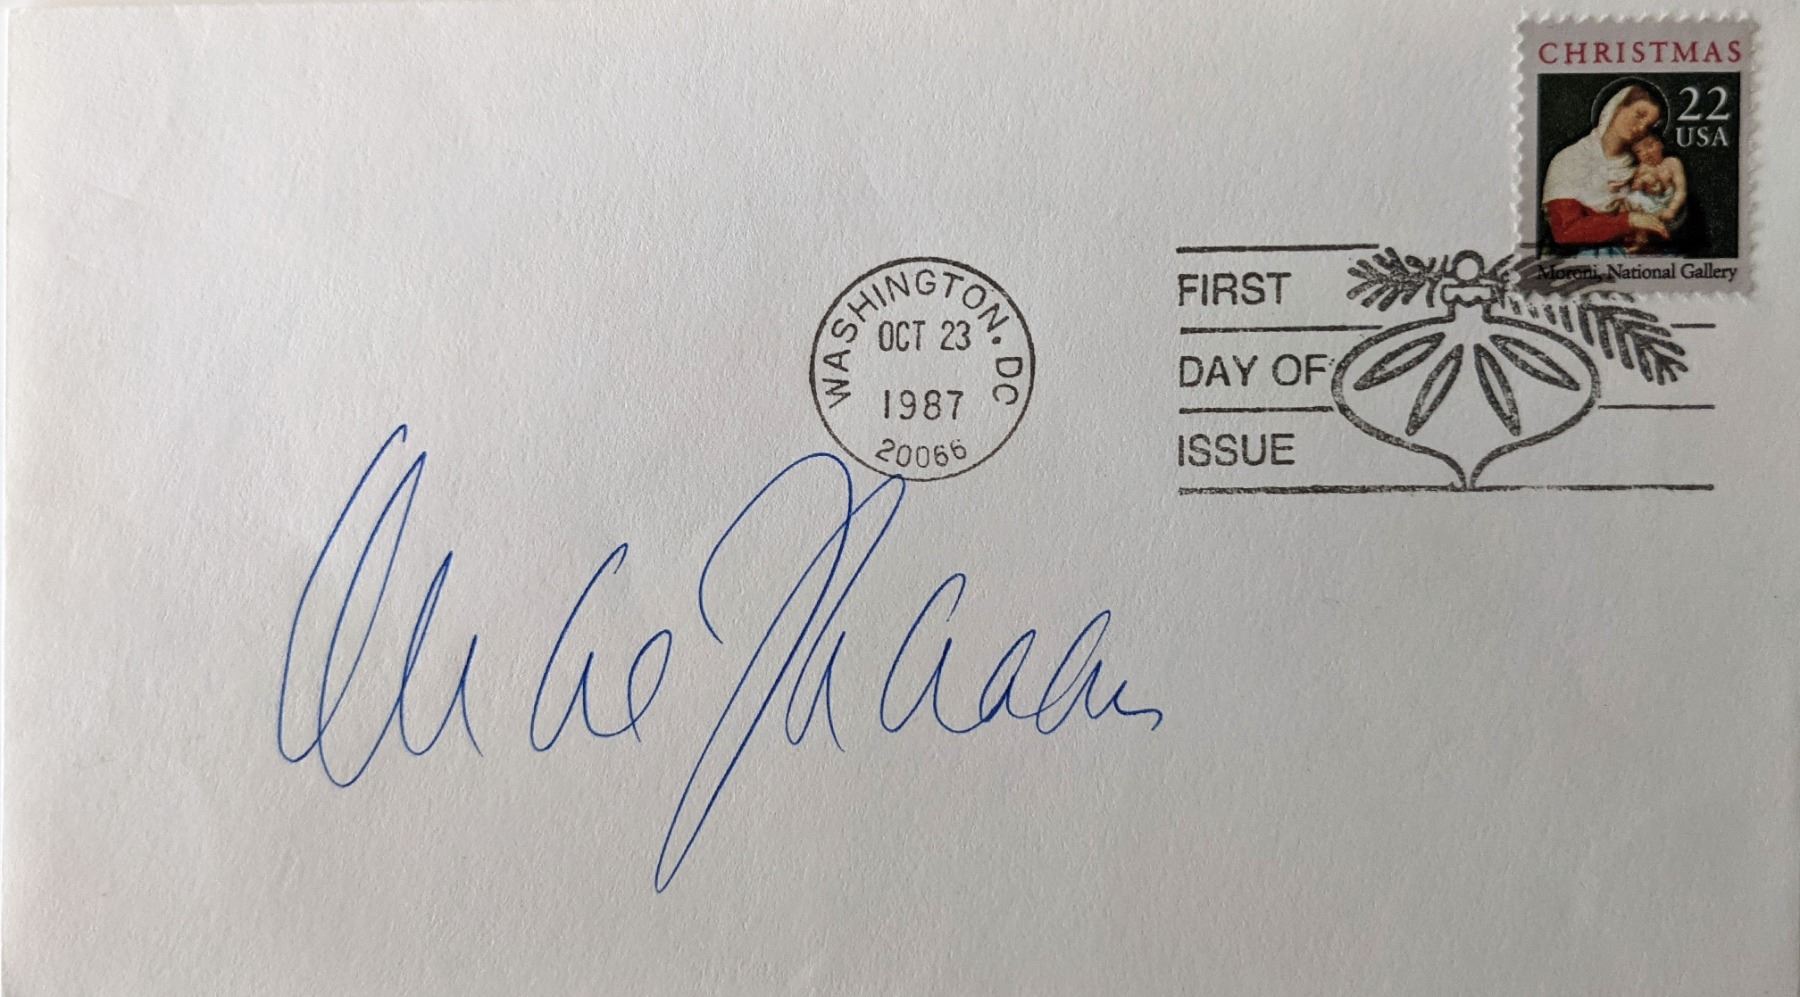 CHRISTMAS
22
USA
Moroni, National Gallery
WASHINGTON, DC
OCT 23
1987
20066
FIRST
DAY OF
ISSUE